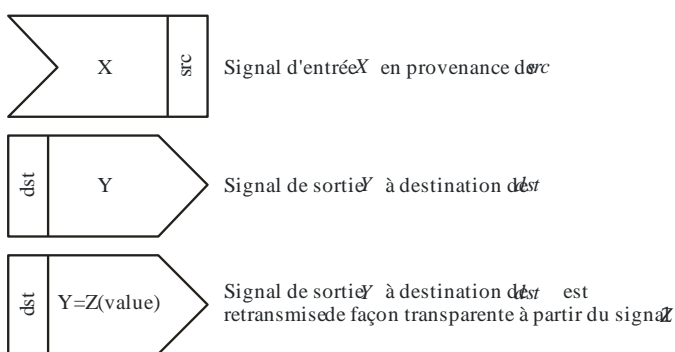 X
src
Signal d'entrée X en provenance de src
dst
Y
Signal de sortie Y à destination de dst
dst
Y=Z(value)
Signal de sortie Y à destination de dst est
retransmise de façon transparente à partir du signal Z